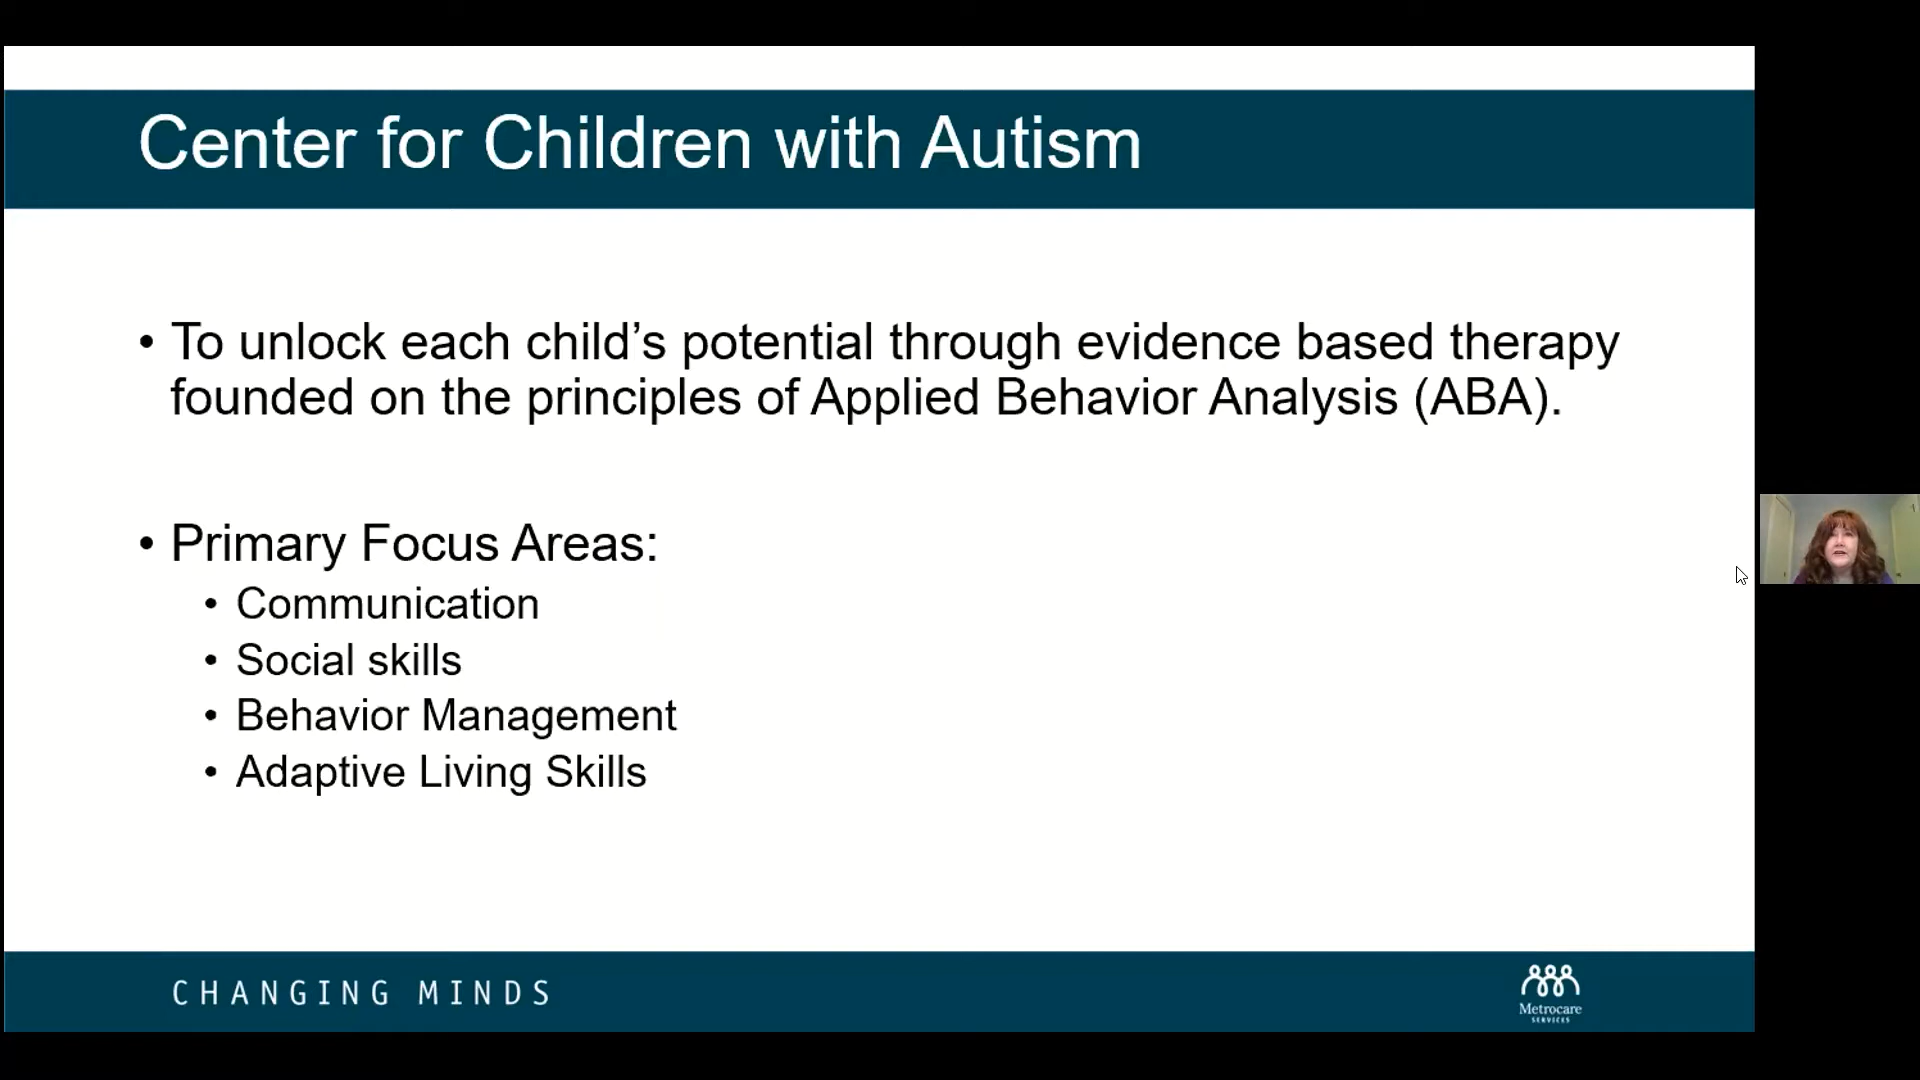 Center for Children with Autism
• To unlock each child’s potential through evidence based therapy
founded on the principles of Applied Behavior Analysis (ABA).
• Primary Focus Areas:
• Communication
• Social skills
• Behavior Management
• Adaptive Living Skills
CHANGING MINDS
Metrocare
SERVICES